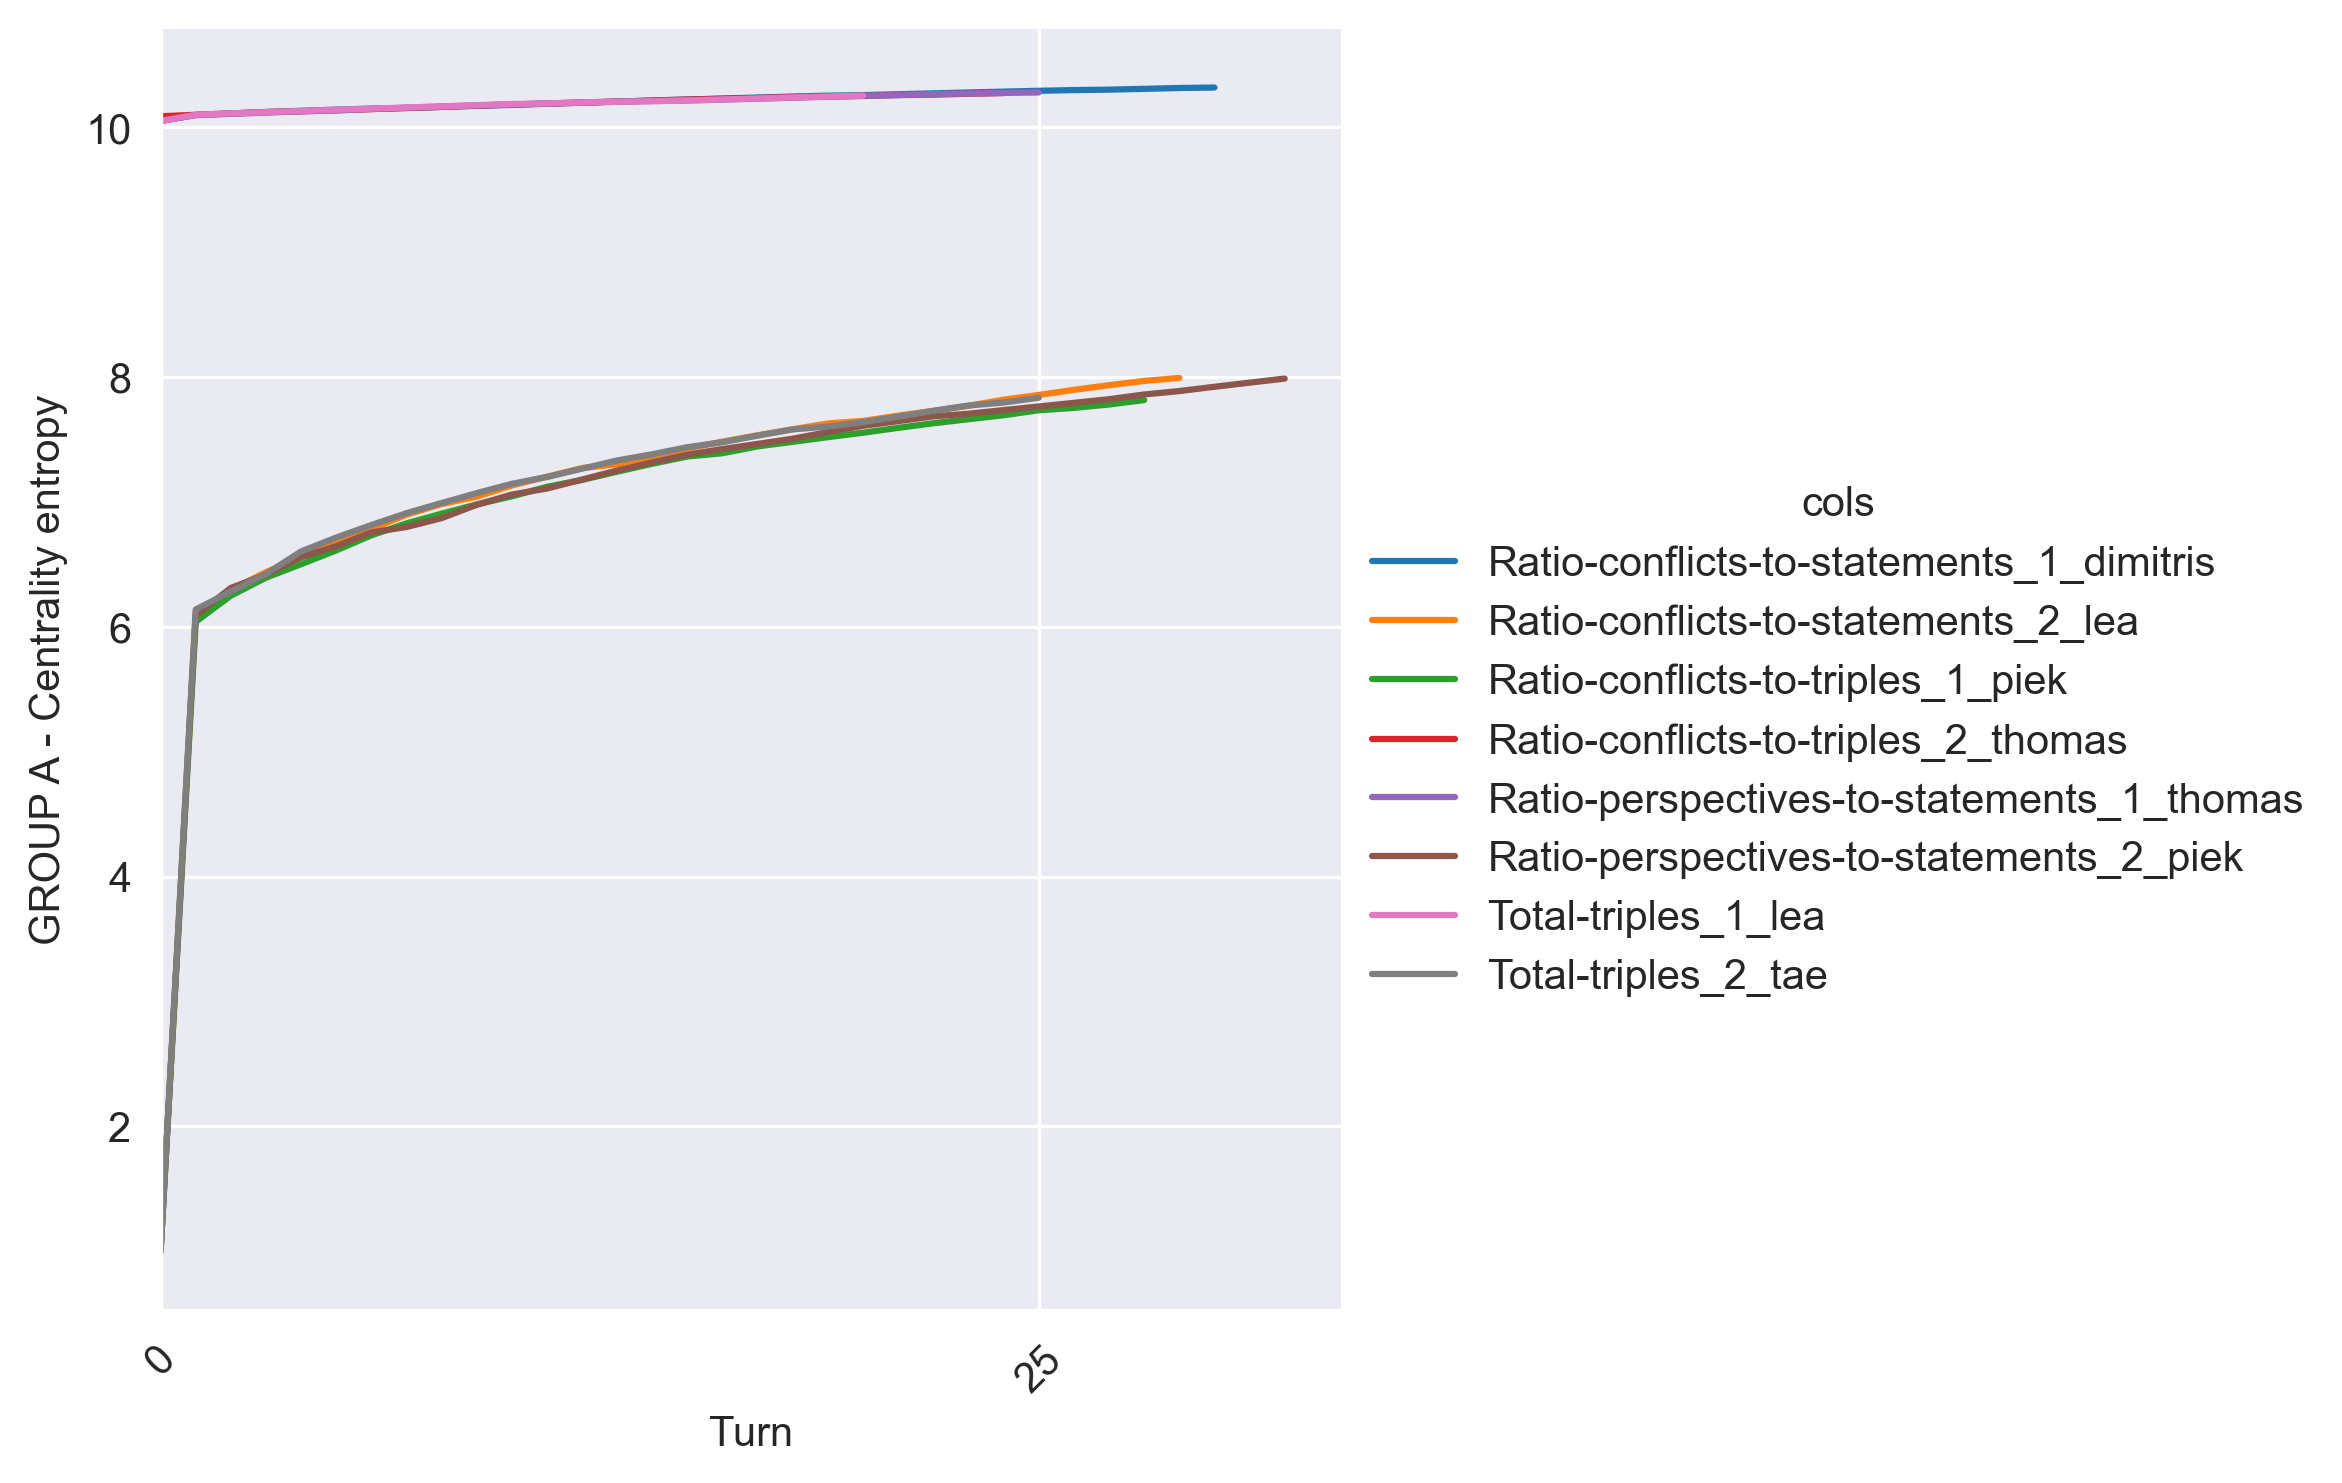 GROUP A - Centrality entropy
10
8
6
4
2
0
25
Turn
cols
Ratio-conflicts-to-statements_1_dimitris
Ratio-conflicts-to-statements_2_lea
Ratio-conflicts-to-triples_1_piek
Ratio-conflicts-to-triples_2_thomas
Ratio-perspectives-to-statements_1_thomas
Ratio-perspectives-to-statements_2_piek
Total-triples_1_lea
Total-triples_2_tae